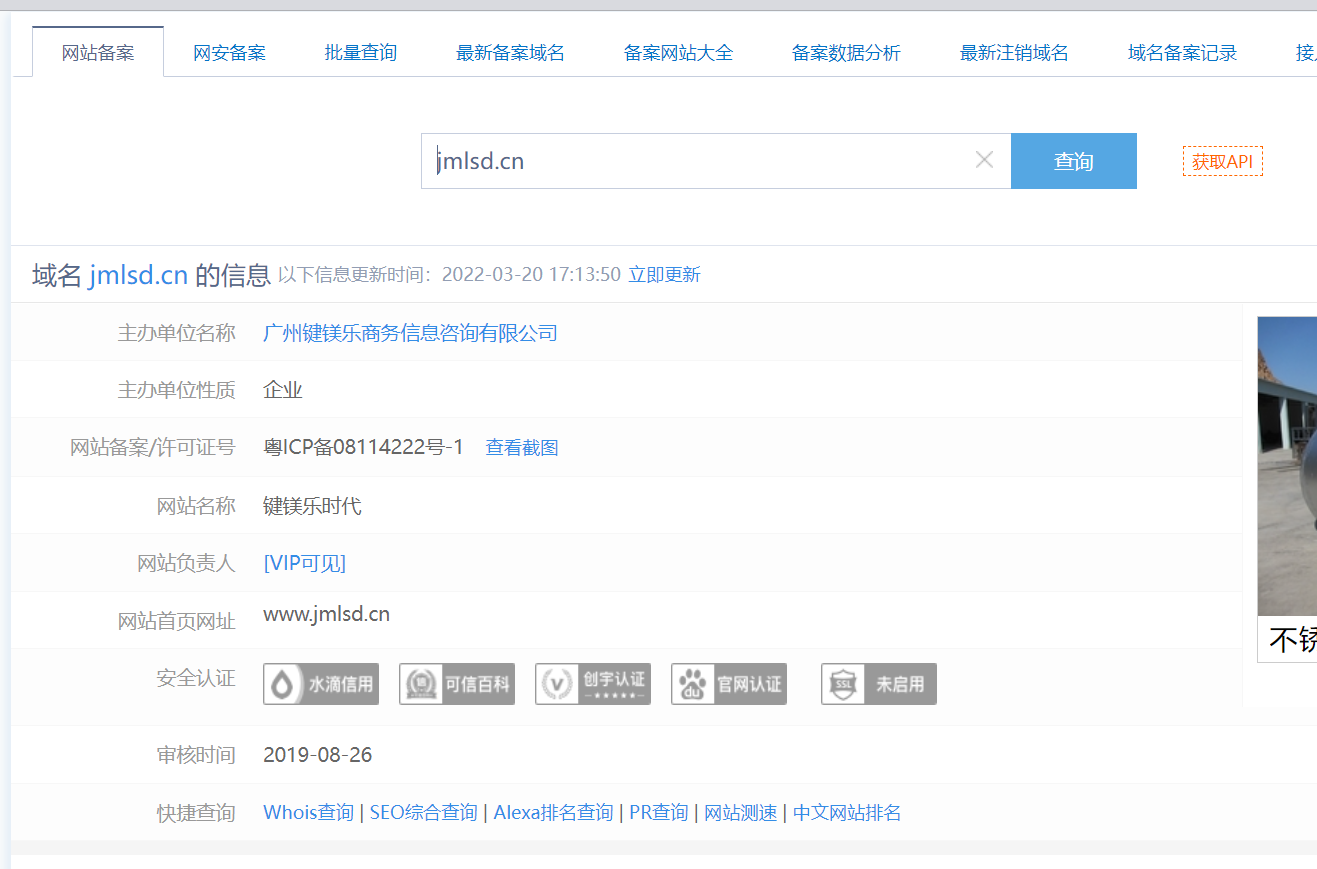 网站备案 网安备案 批量查询 最新备案域名 备案网站大全 备案数据分析 最新注销域名 域名备案记录 接
jmlsd.cn 查询 获取API
域名 jmlsd.cn 的信息 以下信息更新时间：2022-03-20 17:13:50 立即更新
主办单位名称 广州键镁乐商务信息咨询有限公司
主办单位性质 企业
网站备案/许可证号 粤ICP备08114222号-1 查看截图
网站名称 键镁乐时代
网站负责人 [VIP可见]
网站首页网址 www.jmlsd.cn
不锈
安全认证 水滴信用 可信百科 创宇认证 du 官网认证 SSL 未启用
审核时间 2019-08-26
快捷查询 Whois查询 | SEO综合查询 | Alexa排名查询 | PR查询 | 网站测速 | 中文网站排名